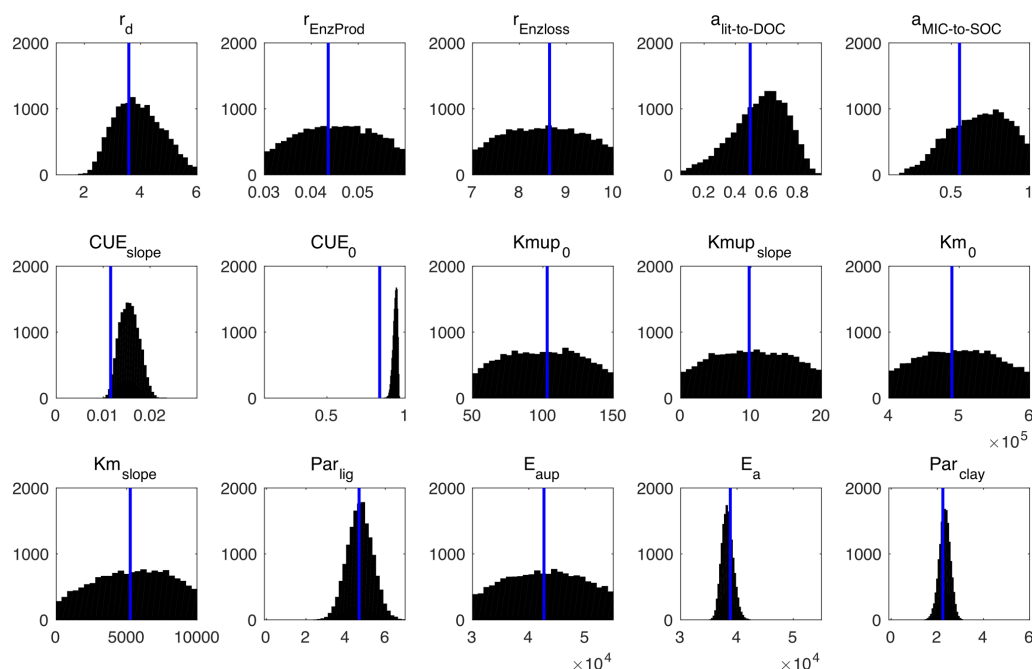 r_d r_EnzProd r_Enzloss a_lit-to-DOC a_MIC-to-SOC
2000 2000 2000 2000 2000
1000 1000 1000 1000 1000
0 0 0 0 0
2 4 6 0.03 0.04 0.05 7 8 9 10 0.2 0.4 0.6 0.8 0.5 1
CUE_slope CUE_0 Kmup_0 Kmup_slope Km_0
2000 2000 2000 2000 2000
1000 1000 1000 1000 1000
0 0 0 0 0
0 0.01 0.02 0.5 1 50 100 150 0 10 20 4 5 6
×10^5
Km_slope Par_lig E_aup E_a Par_clay
2000 2000 2000 2000 2000
1000 1000 1000 1000 1000
0 0 0 0 0
0 5000 10000 0 2 4 6 3 4 5 3 4 5 0 2 4 6
×10^4 ×10^4